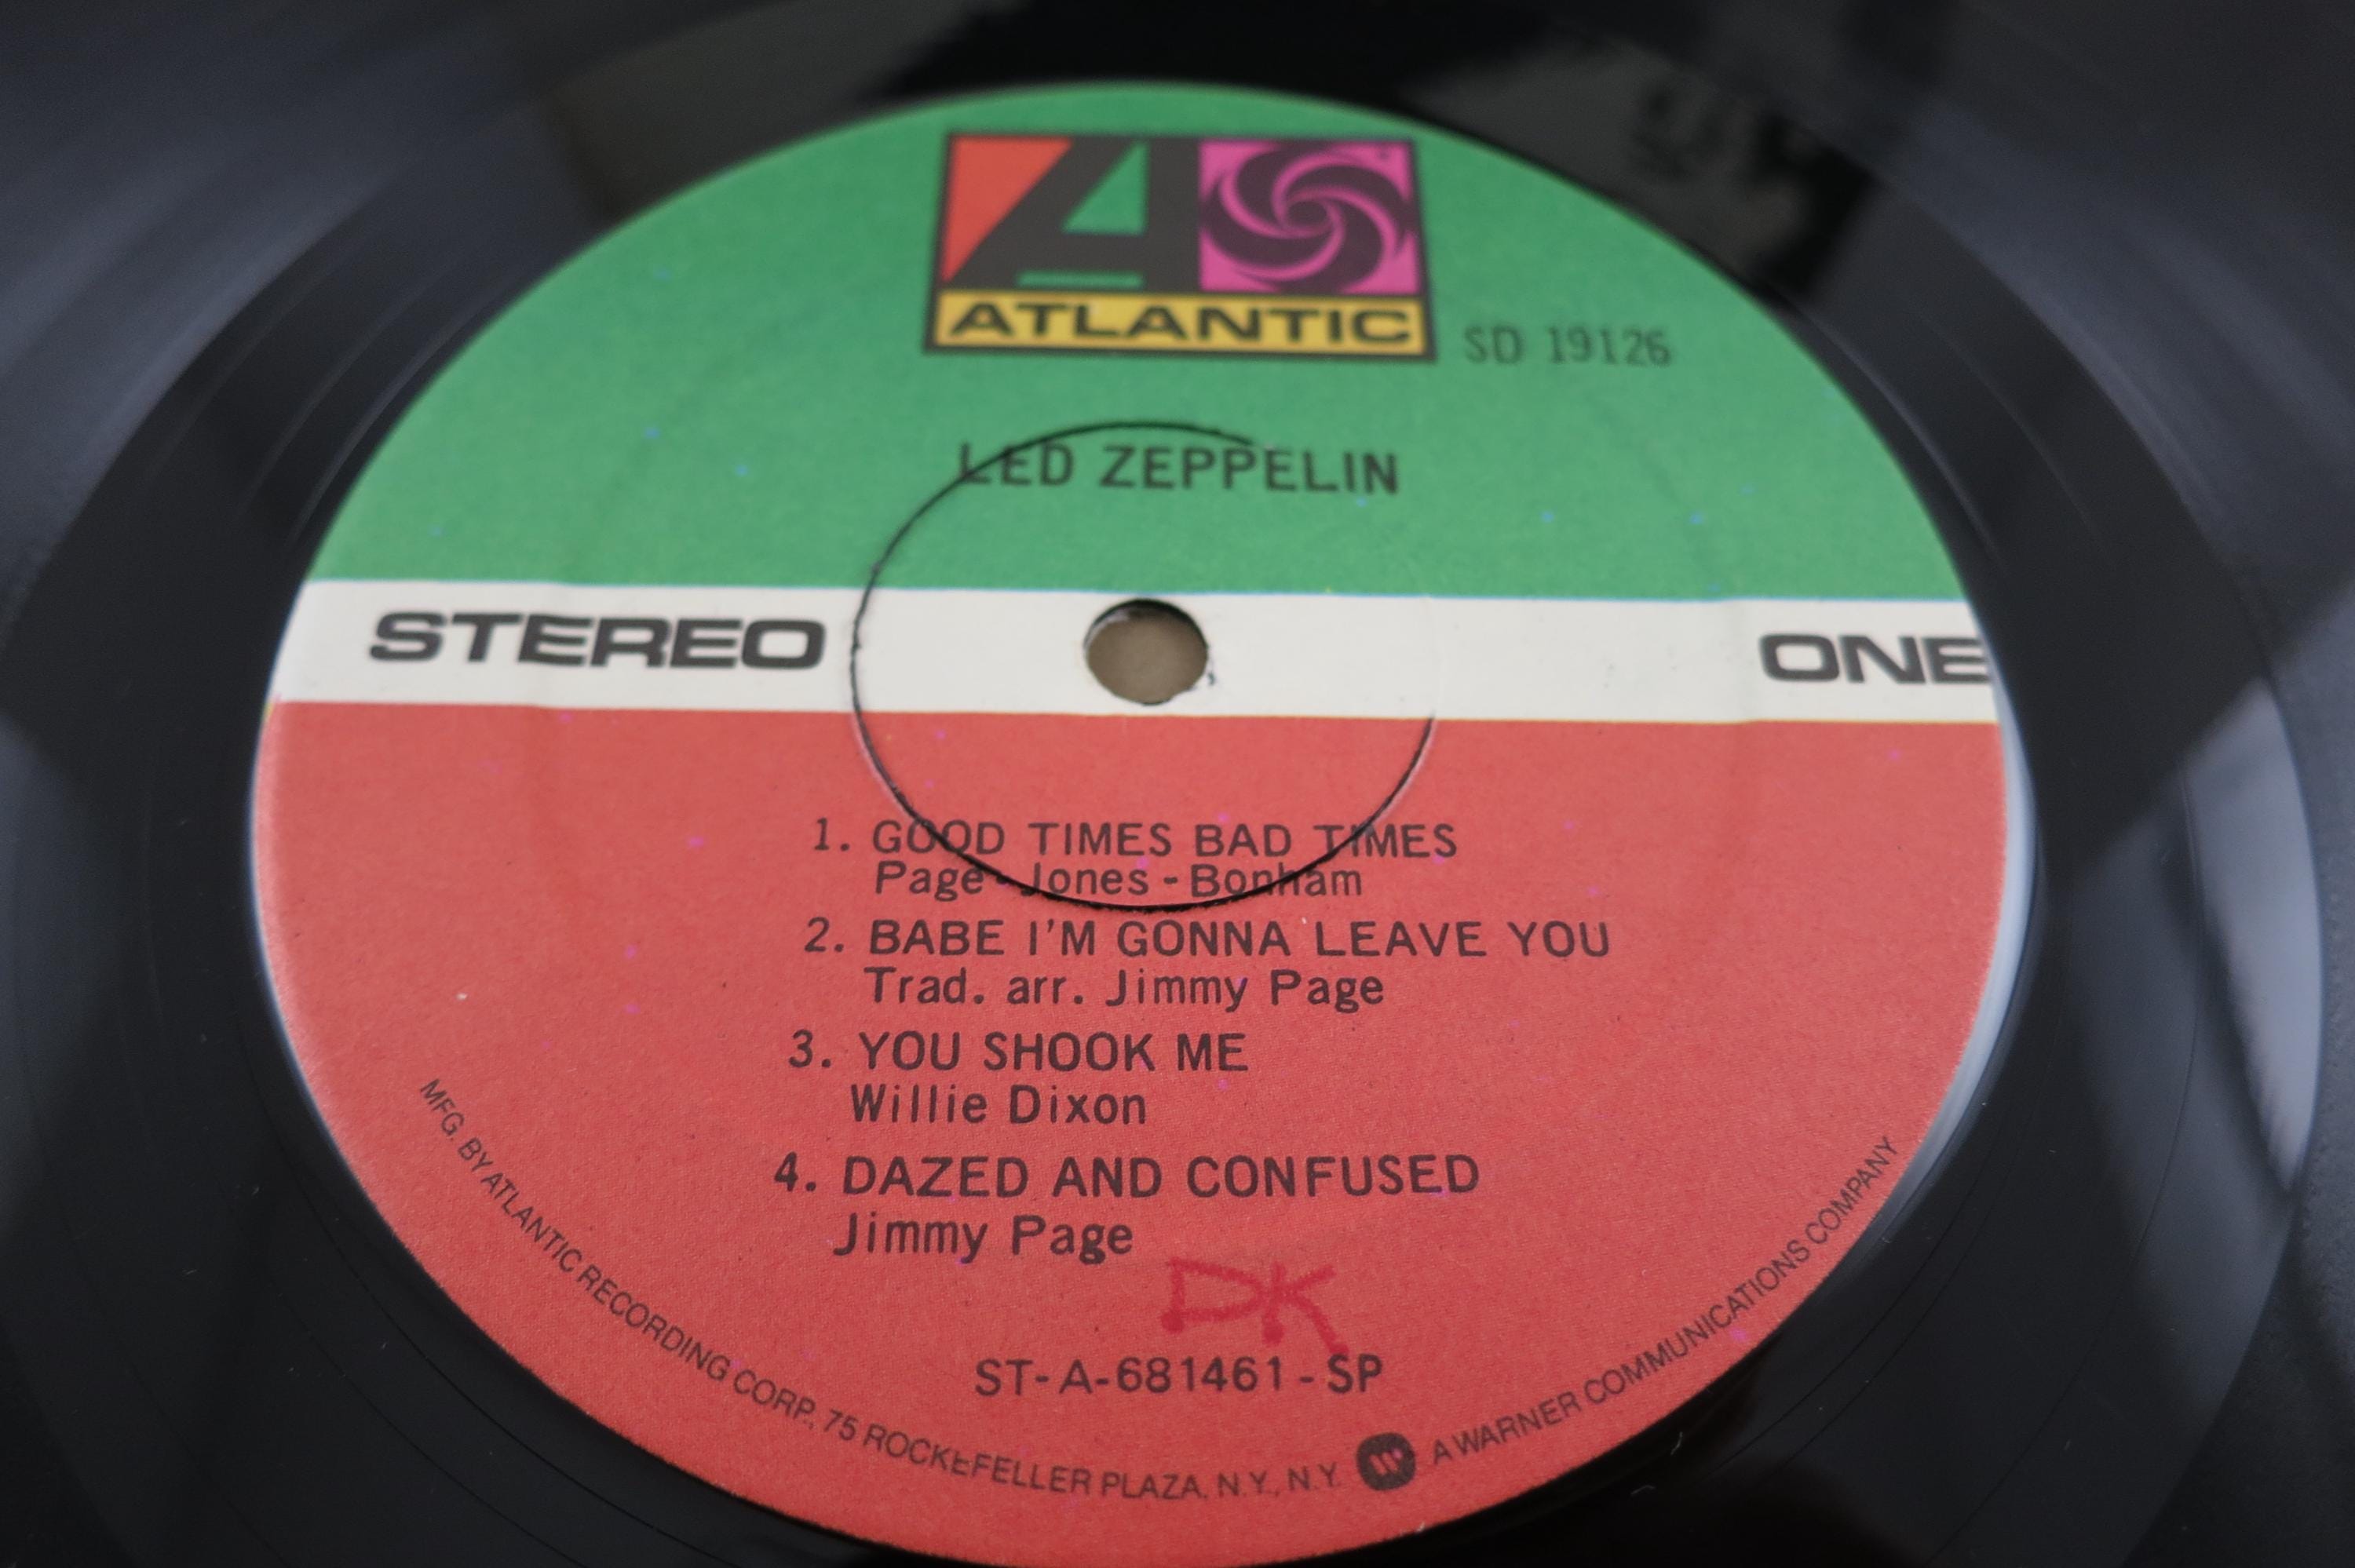 ATLANTIC
SD 19126
LED ZEPPELIN
STEREO
ONE
1. GOOD TIMES BAD TIMES
Page - Jones - Bonham
2. BABE I'M GONNA LEAVE YOU
Trad. arr. Jimmy Page
3. YOU SHOOK ME
Willie Dixon
4. DAZED AND CONFUSED
Jimmy Page
DK
ST-A-681461-SP
MFG. BY ATLANTIC RECORDING CORP., 75 ROCKEFELLER PLAZA, N.Y., N.Y. A WARNER COMMUNICATIONS COMPANY